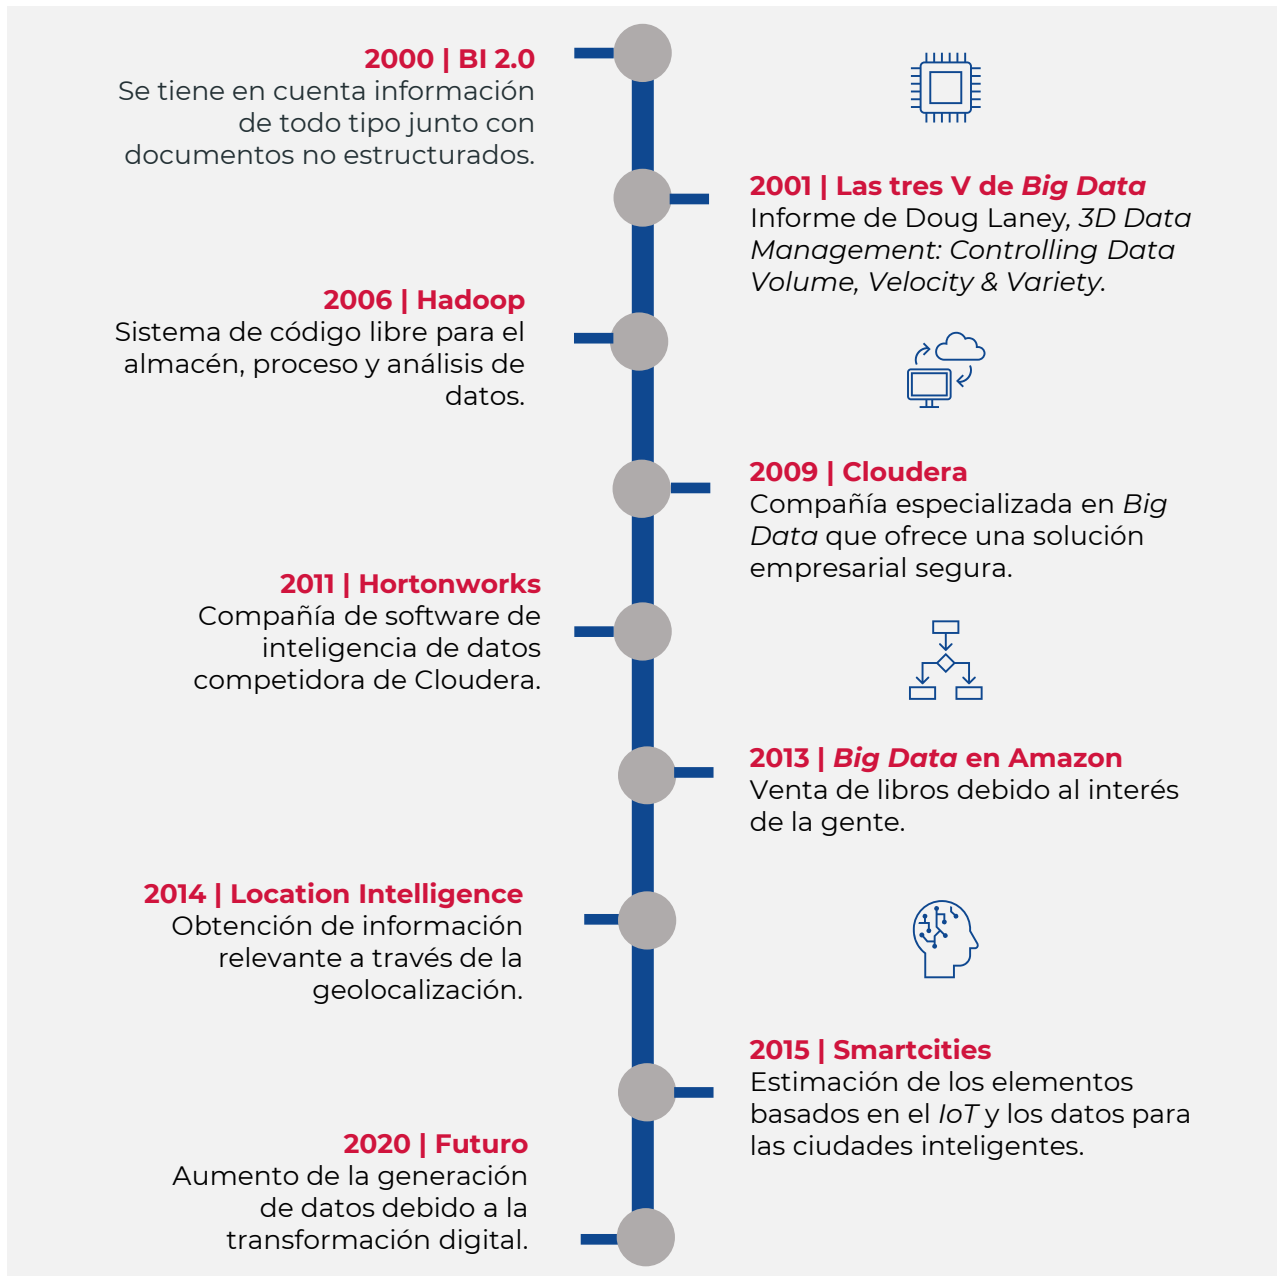 2000 | BI 2.0
Se tiene en cuenta información
de todo tipo junto con
documentos no estructurados.
2001 | Las tres V de Big Data
Informe de Doug Laney, 3D Data
Management: Controlling Data
Volume, Velocity & Variety.
2006 | Hadoop
Sistema de código libre para el
almacén, proceso y análisis de
datos.
2009 | Cloudera
Compañía especializada en Big
Data que ofrece una solución
empresarial segura.
2011 | Hortonworks
Compañía de software de
inteligencia de datos
competidora de Cloudera.
2013 | Big Data en Amazon
Venta de libros debido al interés
de la gente.
2014 | Location Intelligence
Obtención de información
relevante a través de la
geolocalización.
2015 | Smartcities
Estimación de los elementos
basados en el IoT y los datos para
las ciudades inteligentes.
2020 | Futuro
Aumento de la generación
de datos debido a la
transformación digital.